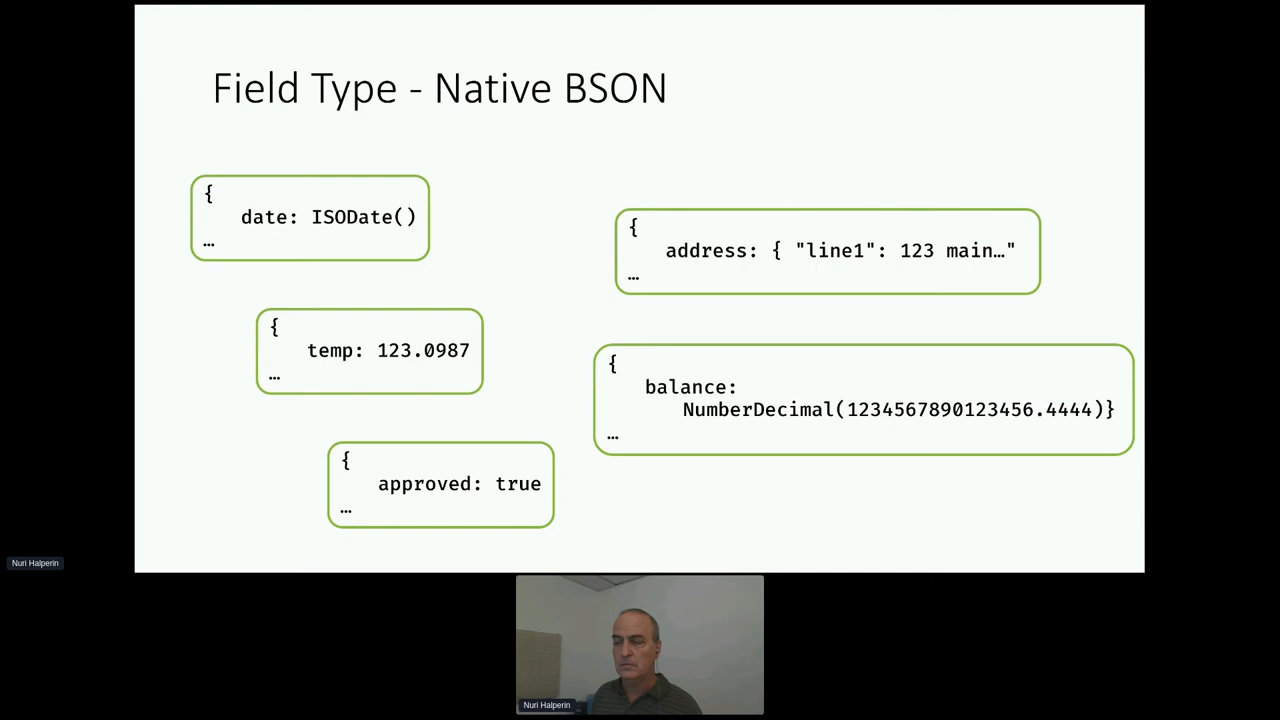 Field Type - Native BSON
{
date: ISODate()
…
{
temp: 123.0987
…
{
approved: true
…
{
address: { "line1": 123 main…"
…
{
balance:
NumberDecimal(1234567890123456.4444)}
…
Nuri Halperin
Nuri Halperin